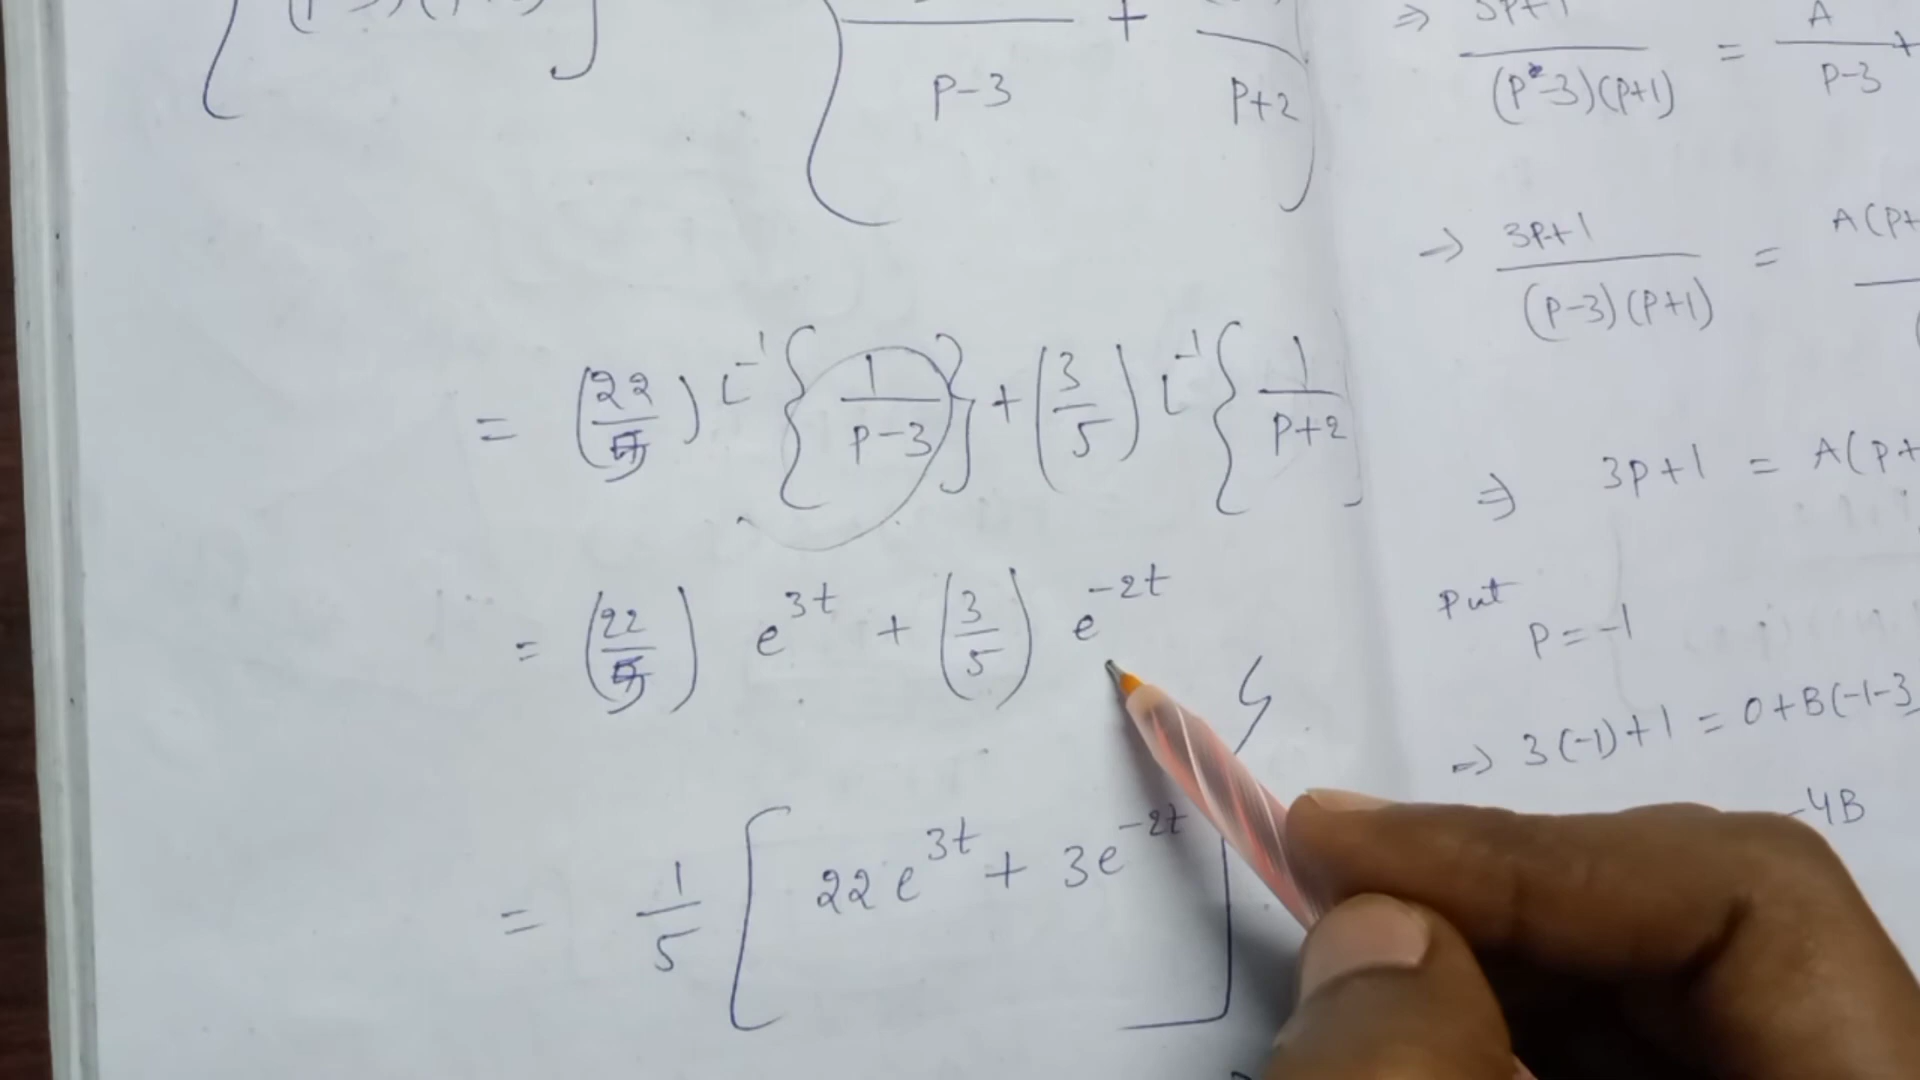 p-3 + p+2
= (22/5) L^-1 { 1/(p-3) } + (3/5) L^-1 { 1/(p+2)
= (22/5) e^3t + (3/5) e^-2t
= 1/5 [ 22 e^3t + 3e^-2t ]
⇒ 3p+1/((p-3)(p+1)) = A/(p-3) +
→ 3p+1/((p-3)(p+1)) = A(p+
⇒ 3p+1 = A(p+
put
p=-1
⇒ 3(-1)+1 = 0+B(-1-3)
-4B